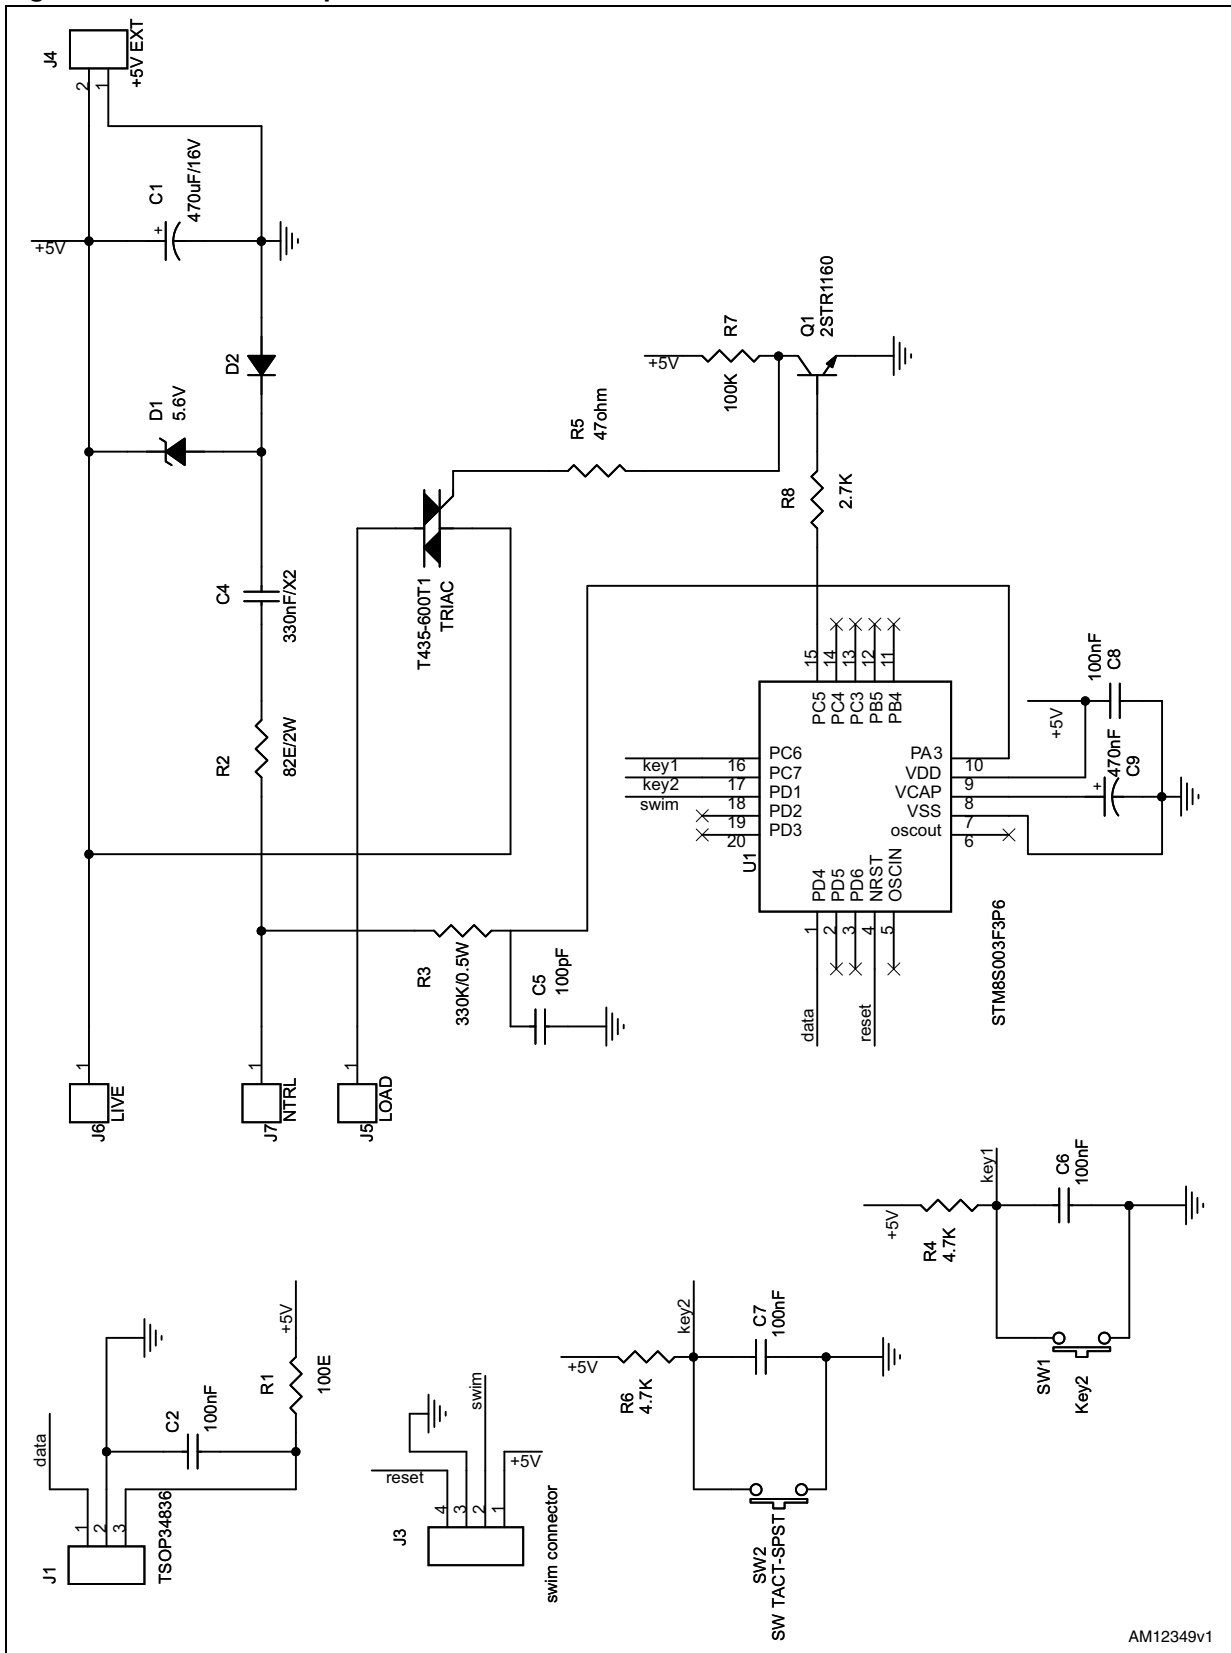 J4
+5V EXT
2
1
C1
470uF/16V
+
+5V
D2
D1
5.6V
C4
330nF/X2
R2
82E/2W
T435-600T1
TRIAC
R5
47ohm
+5V
R7
100K
Q1
2STR1160
R8
2.7K
15
14
13
12
11
PC5
PC4
PC3
PB5
PB4
key1
key2
swim
16
17
18
19
20
PC6
PC7
PD1
PD2
PD3
PA3
VDD
VCAP
VSS
oscout
10
9
8
7
6
U1
PD4
PD5
PD6
NRST
OSCIN
1
2
3
4
5
data
reset
STM8S003F3P6
+5V
100nF
C8
470nF
C9
+
R3
330K/0.5W
C5
100pF
1
J6
LIVE
1
J7
NTRL
1
J5
LOAD
data
1
2
3
J1
TSOP34836
C2
100nF
R1
100E
+5V
reset
swim
+5V
4
3
2
1
J3
swim connector
+5V
R6
4.7K
key2
C7
100nF
SW2
SW TACT-SPST
+5V
R4
4.7K
key1
C6
100nF
SW1
Key2
AM12349v1